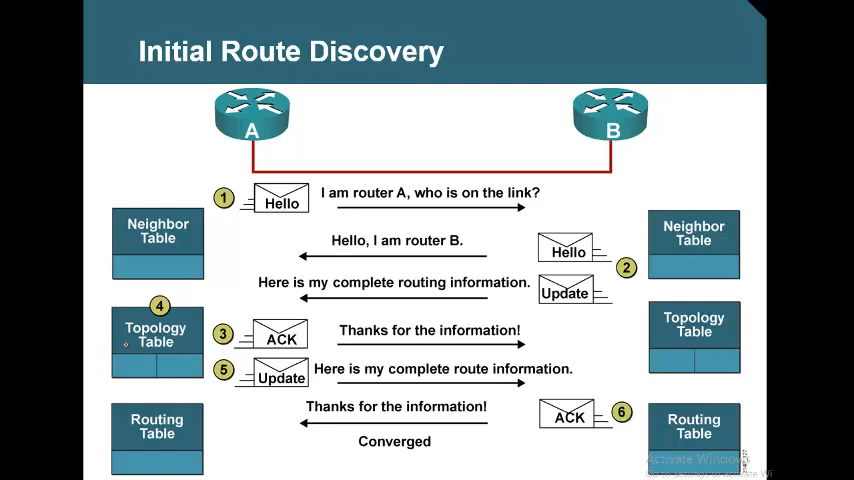 Initial Route Discovery
A
B
1
Hello
I am router A, who is on the link?
Neighbor
Table
Hello, I am router B.
Hello
2
Neighbor
Table
Here is my complete routing information.
Update
4
Topology
Table
3
ACK
Thanks for the information!
Topology
Table
5
Update
Here is my complete route information.
Thanks for the information!
ACK
6
Routing
Table
Converged
Routing
Table
Activate Windows